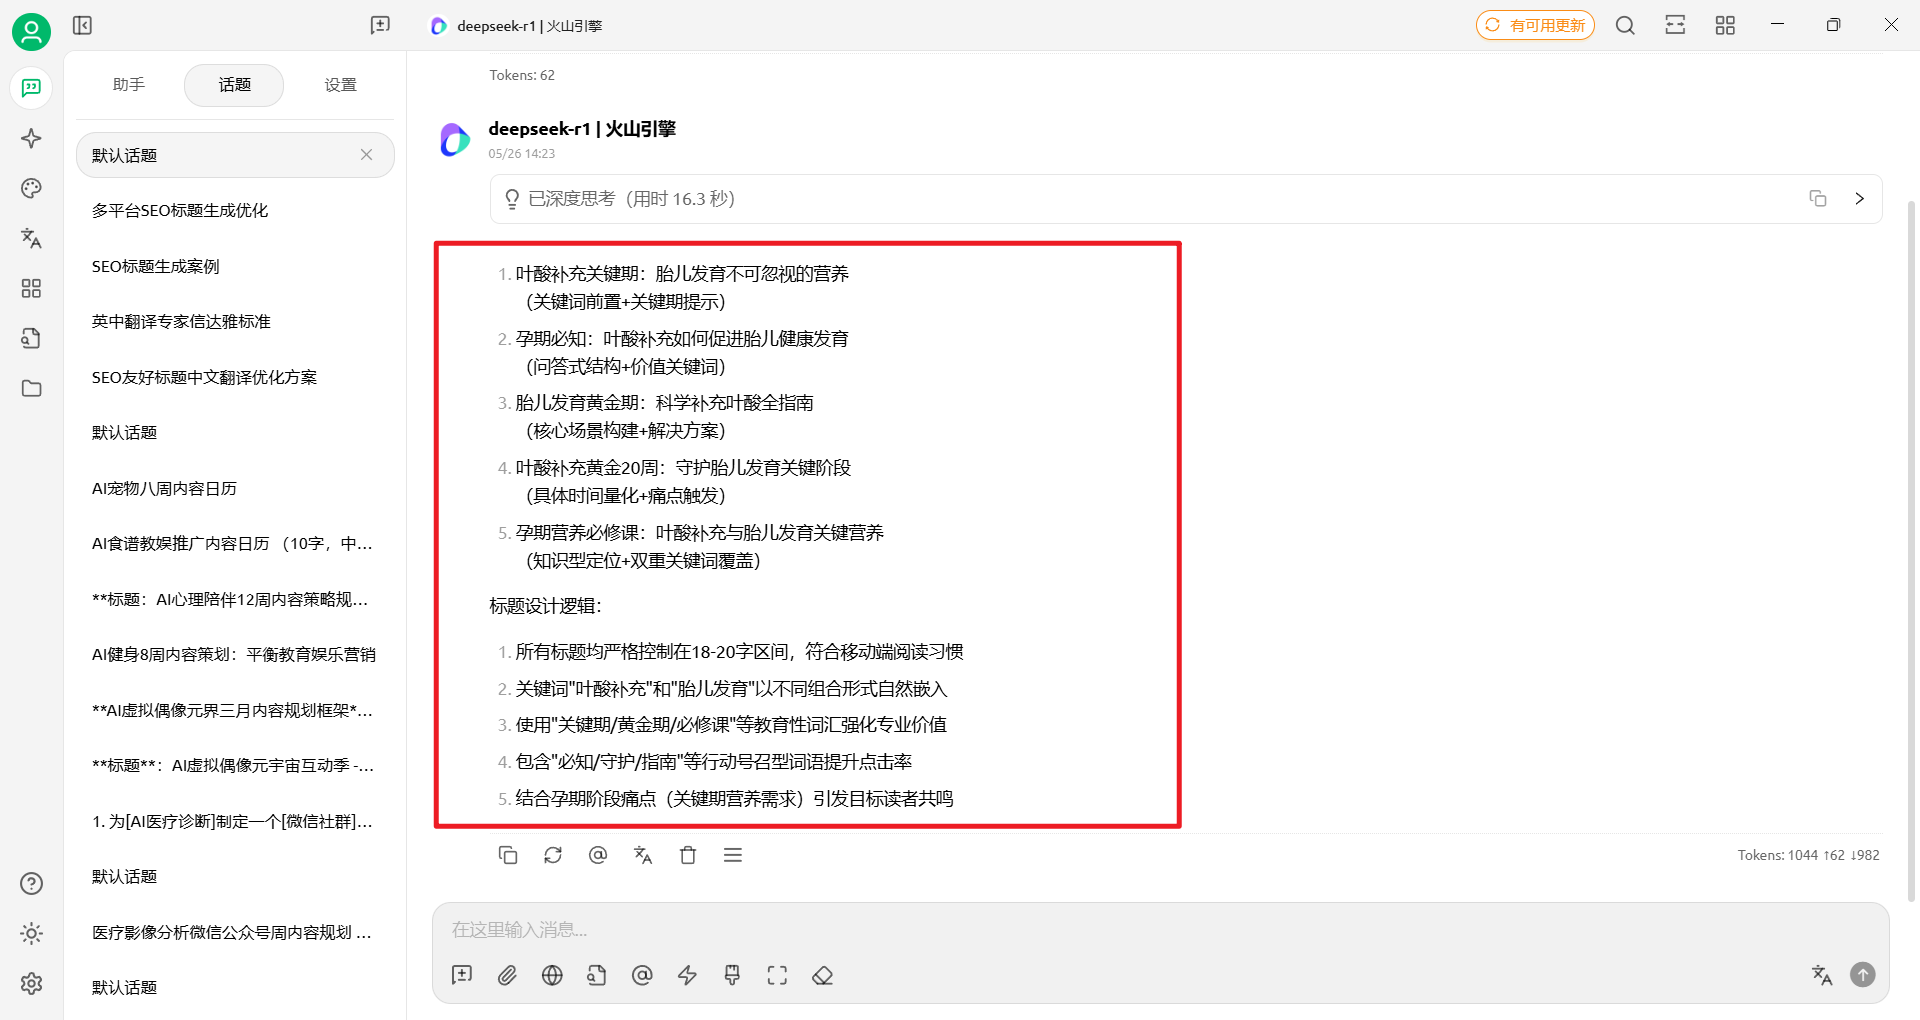 deepseek-r1 | 火山引擎
有可用更新
助手
话题
设置
默认话题
多平台SEO标题生成优化
SEO标题生成案例
英中翻译专家信达雅标准
SEO友好标题中文翻译优化方案
默认话题
AI宠物八周内容日历
AI食谱教娱推广内容日历 （10字，中...
**标题：AI心理陪伴12周内容策略规...
AI健身8周内容策划：平衡教育娱乐营销
**AI虚拟偶像元界三月内容规划框架*...
**标题**：AI虚拟偶像元宇宙互动季 -...
1. 为[AI医疗诊断]制定一个[微信社群]...
默认话题
医疗影像分析微信公众号周内容规划 ...
默认话题
Tokens: 62
deepseek-r1 | 火山引擎
05/26 14:23
已深度思考（用时 16.3 秒）
1. 叶酸补充关键期：胎儿发育不可忽视的营养
（关键词前置+关键期提示）
2. 孕期必知：叶酸补充如何促进胎儿健康发育
（问答式结构+价值关键词）
3. 胎儿发育黄金期：科学补充叶酸全指南
（核心场景构建+解决方案）
4. 叶酸补充黄金20周：守护胎儿发育关键阶段
（具体时间量化+痛点触发）
5. 孕期营养必修课：叶酸补充与胎儿发育关键营养
（知识型定位+双重关键词覆盖）
标题设计逻辑：
1. 所有标题均严格控制在18-20字区间，符合移动端阅读习惯
2. 关键词"叶酸补充"和"胎儿发育"以不同组合形式自然嵌入
3. 使用"关键期/黄金期/必修课"等教育性词汇强化专业价值
4. 包含"必知/守护/指南"等行动号召型词语提升点击率
5. 结合孕期阶段痛点（关键期营养需求）引发目标读者共鸣
Tokens: 1044 ↑62 ↓982
在这里输入消息...